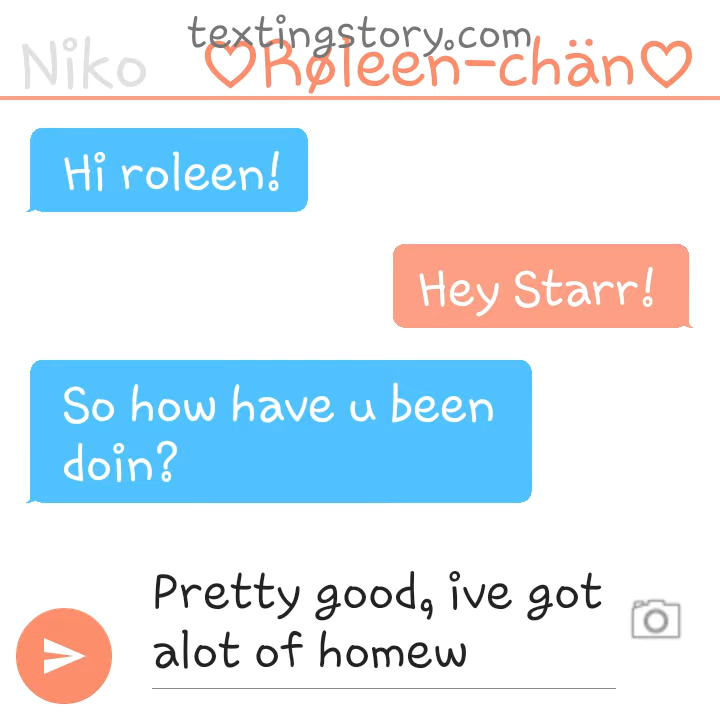 textingstory.com
Niko ♡Røleen-chän♡
Hi roleen!
Hey Starr!
So how have u been
doin?
Pretty good, ive got
alot of homew